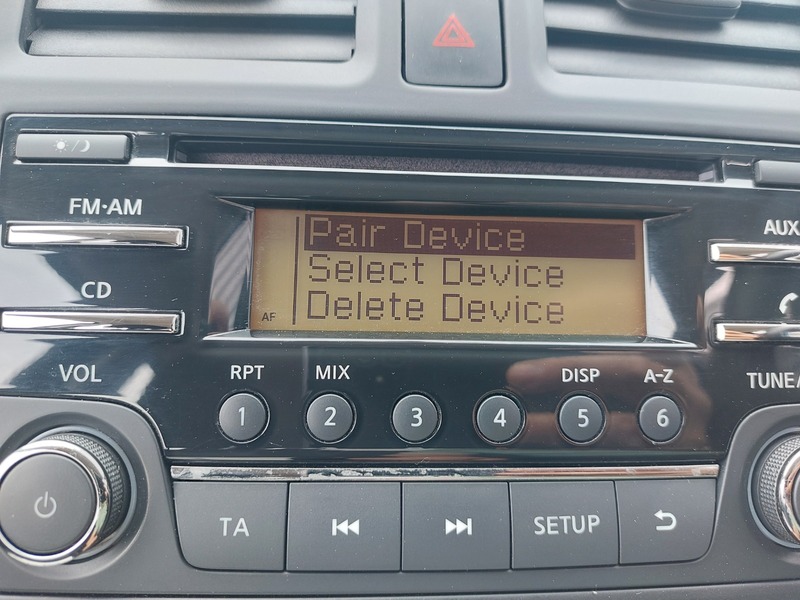 FM·AM
AUX
CD
Pair Device
Select Device
Delete Device
AF
VOL
RPT
MIX
DISP
A-Z
TUNE/
1
2
3
4
5
6
TA
SETUP